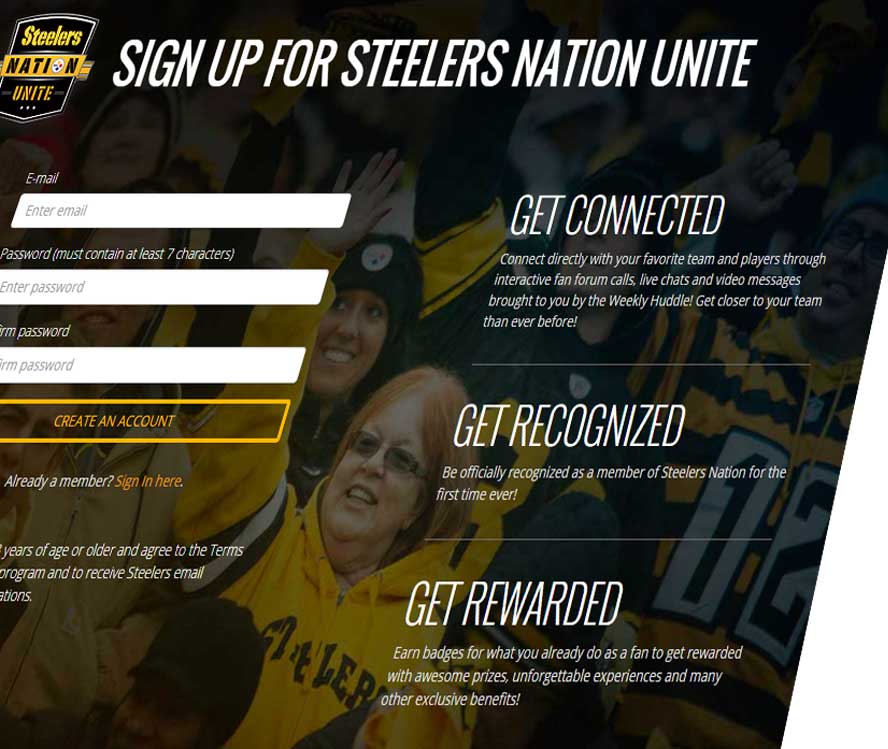 Steelers
NATION
UNITE
SIGN UP FOR STEELERS NATION UNITE
E-mail
Enter email
Password (must contain at least 7 characters)
Enter password
irm password
firm password
CREATE AN ACCOUNT
Already a member? Sign In here.
years of age or older and agree to the Terms
program and to receive Steelers email
ations.
GET CONNECTED
Connect directly with your favorite team and players through
interactive fan forum calls, live chats and video messages
brought to you by the Weekly Huddle! Get closer to your team
than ever before!
GET RECOGNIZED
Be officially recognized as a member of Steelers Nation for the
first time ever!
GET REWARDED
Earn badges for what you already do as a fan to get rewarded
with awesome prizes, unforgettable experiences and many
other exclusive benefits!
STEELERS